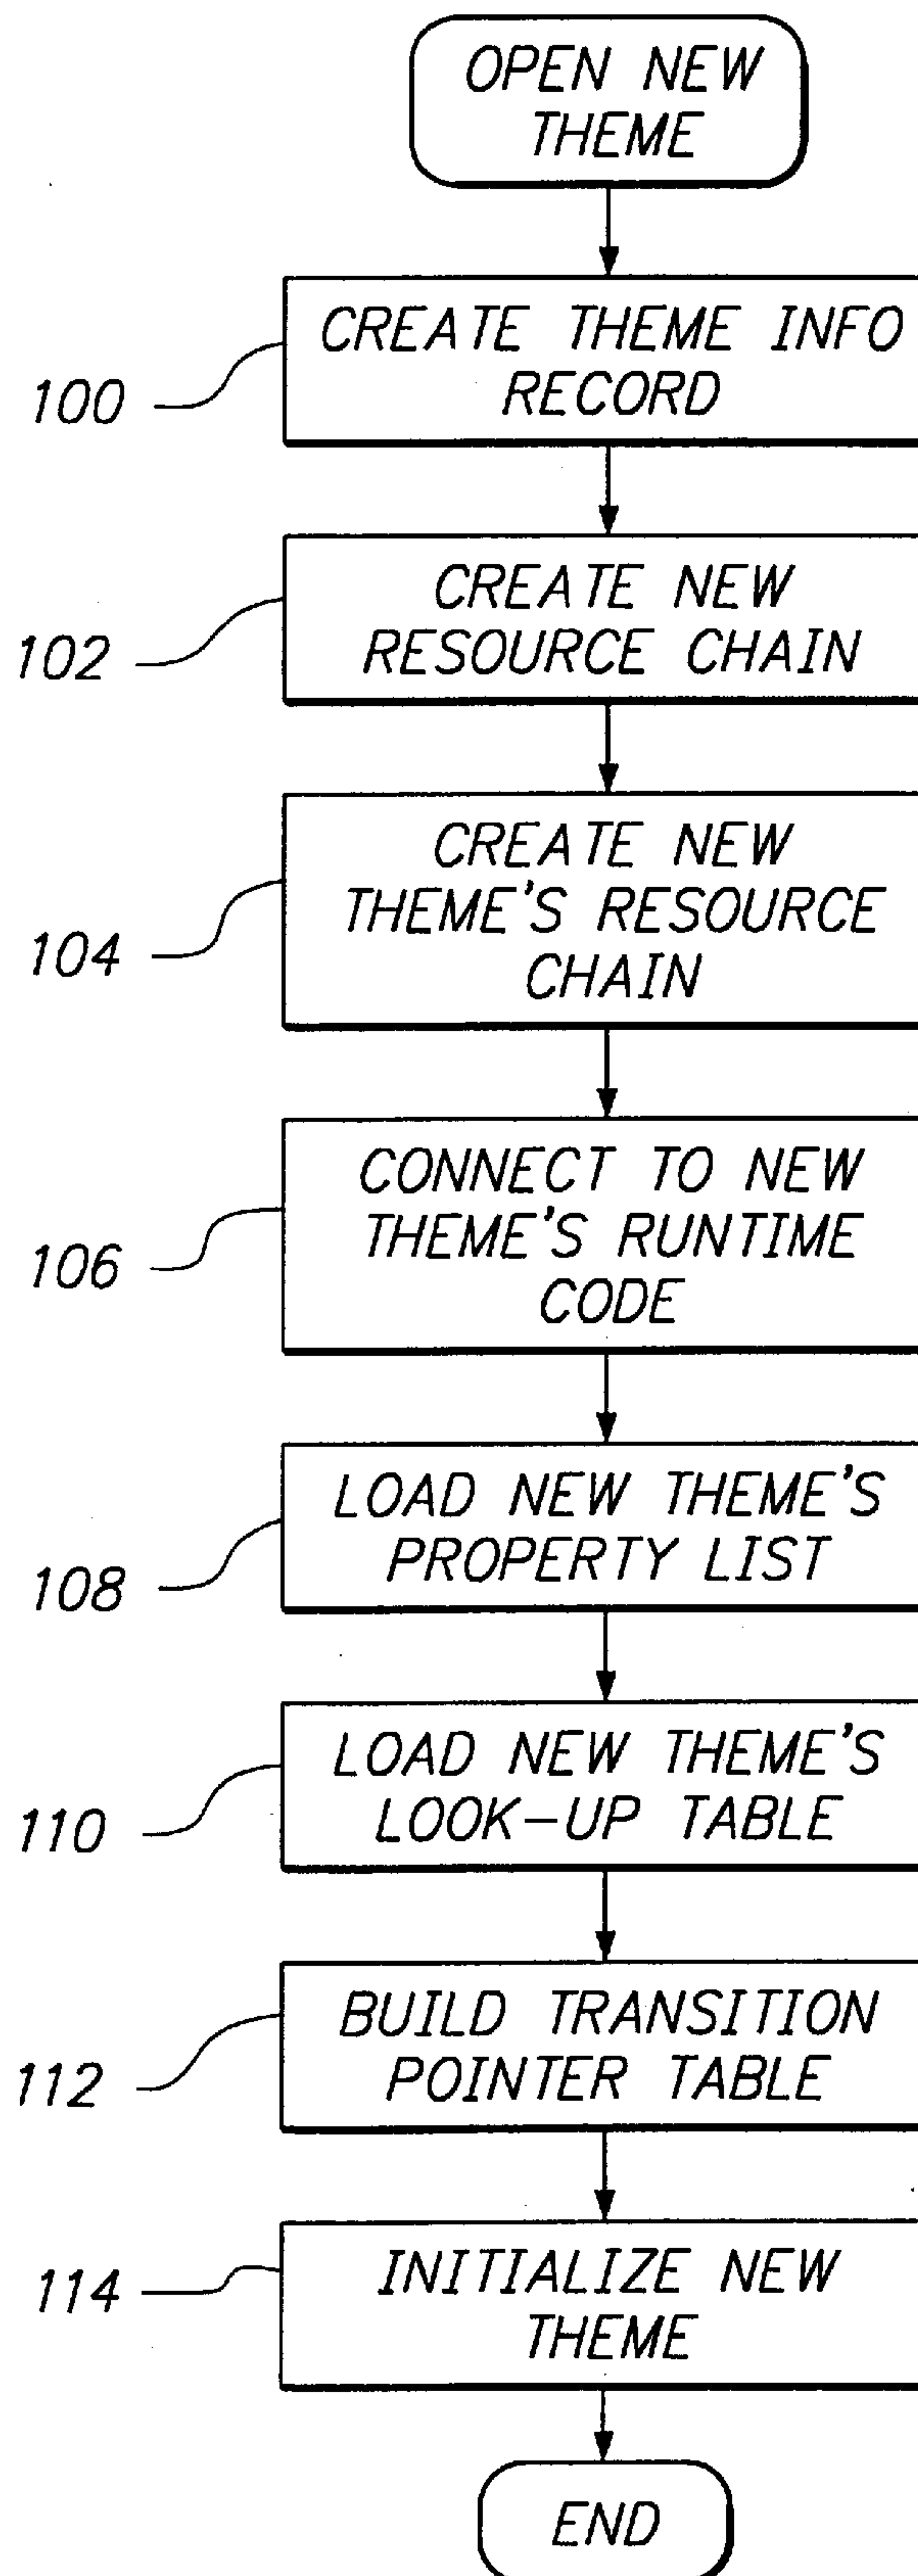 OPEN NEW
THEME
CREATE THEME INFO
RECORD
100
CREATE NEW
RESOURCE CHAIN
102
CREATE NEW
THEME'S RESOURCE
CHAIN
104
CONNECT TO NEW
THEME'S RUNTIME
CODE
106
LOAD NEW THEME'S
PROPERTY LIST
108
LOAD NEW THEME'S
LOOK-UP TABLE
110
BUILD TRANSITION
POINTER TABLE
112
INITIALIZE NEW
THEME
114
END